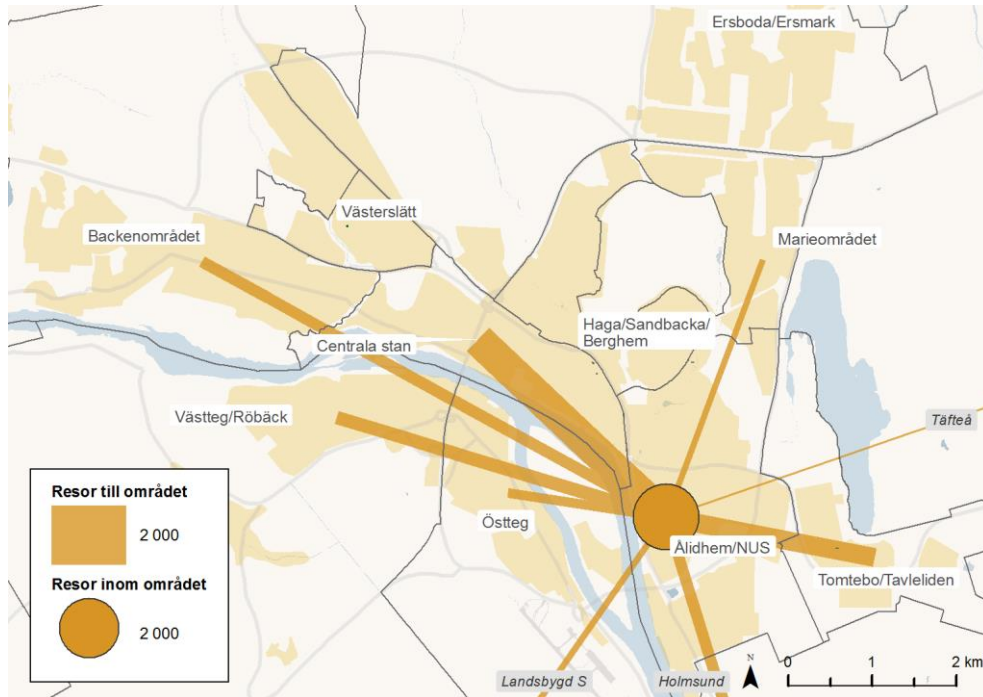 Ersboda/Ersmark
Västerslätt
Backenområdet
Marieområdet
Haga/Sandbacka/
Berghem
Centrala stan
Västteg/Röbäck
Täfteå
Resor till området
2 000
Resor inom området
2 000
Östteg
Ålidhem/NUS
Tomtebo/Tavleliden
Landsbygd S
Holmsund
N
0 1 2 km